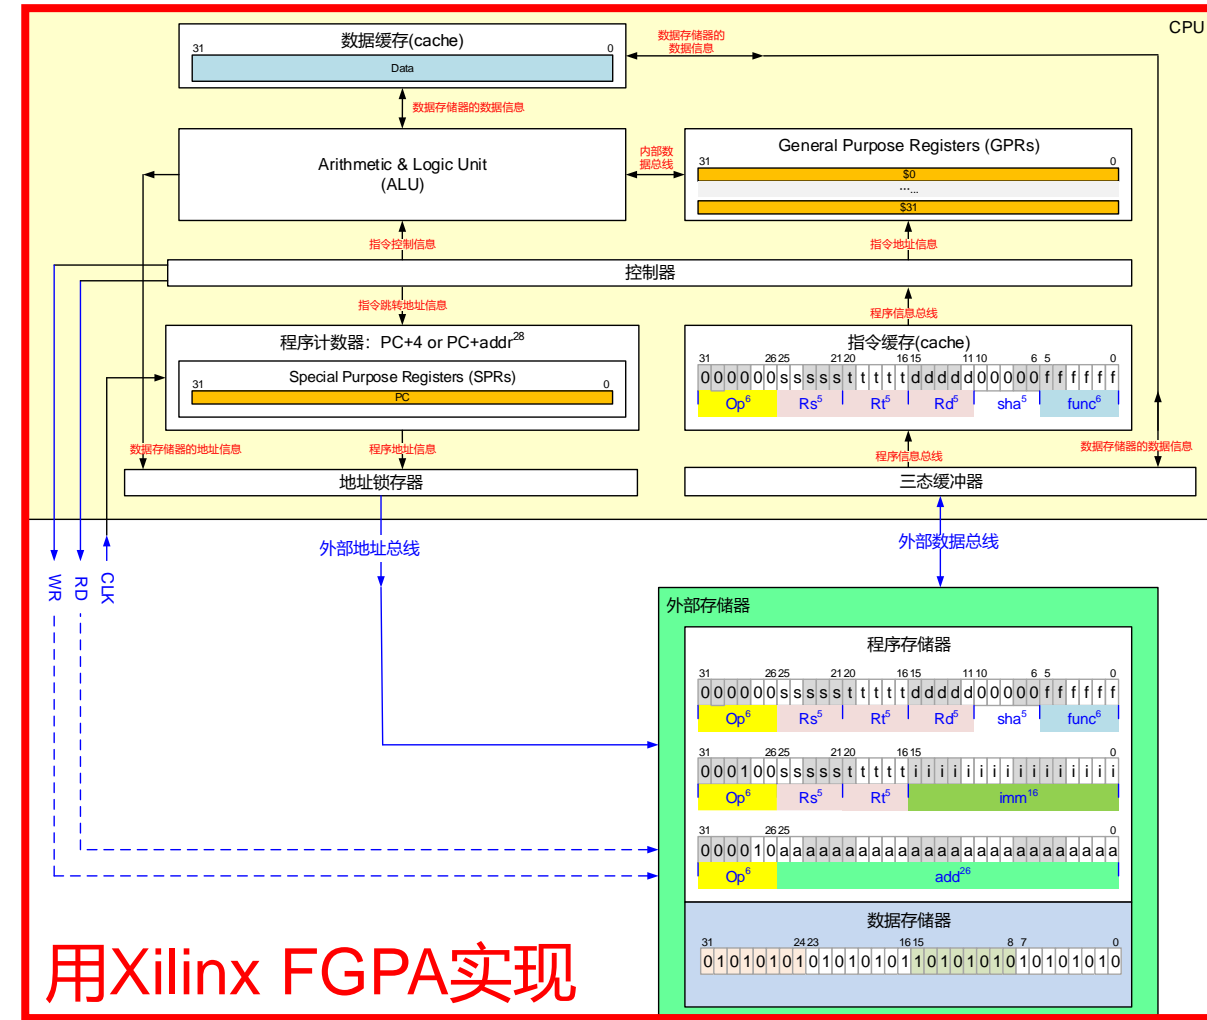 CPU
数据缓存(cache)
31 0
Data
数据存储器的
数据信息
数据存储器的数据信息
Arithmetic & Logic Unit
(ALU)
内部数
据总线
General Purpose Registers (GPRs)
31 0
$0
......
$31
指令控制信息
指令地址信息
控制器
指令跳转地址信息
程序信息总线
程序计数器：PC+4 or PC+addr28
Special Purpose Registers (SPRs)
31 0
PC
指令缓存(cache)
31 26 25 21 20 16 15 11 10 6 5 0
0 0 0 0 0 0 s s s s s t t t t t d d d d d 0 0 0 0 0 f f f f f f
Op6 Rs5 Rt5 Rd5 sha5 func6
数据存储器的地址信息
程序地址信息
程序信息总线
数据存储器的数据信息
地址锁存器
三态缓冲器
外部地址总线
外部数据总线
WR
RD
CLK
外部存储器
程序存储器
31 26 25 21 20 16 15 11 10 6 5 0
0 0 0 0 0 0 s s s s s t t t t t d d d d d 0 0 0 0 0 f f f f f f
Op6 Rs5 Rt5 Rd5 sha5 func6
31 26 25 21 20 16 15 0
0 0 0 1 0 0 s s s s s t t t t t i i i i i i i i i i i i i i i i
Op6 Rs5 Rt5 imm16
31 26 25 0
0 0 0 0 1 0 a a a a a a a a a a a a a a a a a a a a a a a a a a
Op6 add26
数据存储器
31 24 23 16 15 8 7 0
0 1 0 1 0 1 0 1 0 1 0 1 0 1 0 1 1 0 1 0 1 0 1 0 1 0 1 0 1 0 1 0
用Xilinx FGPA实现